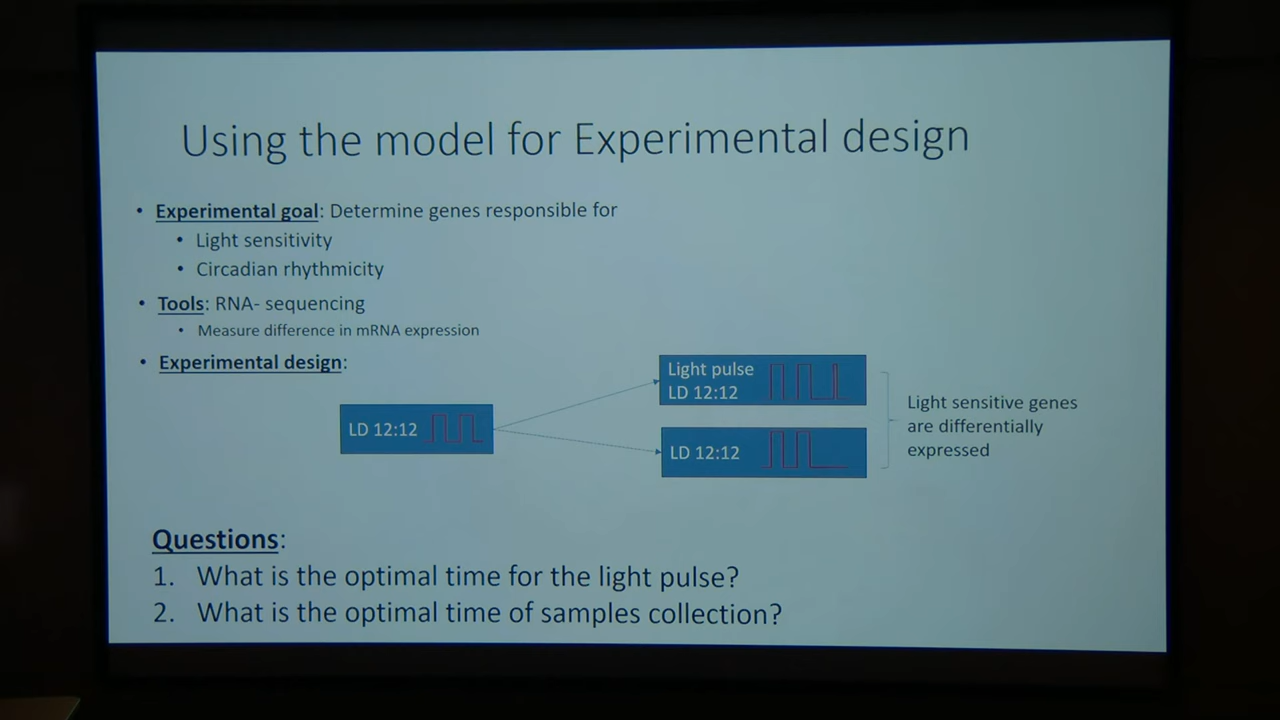 Using the model for Experimental design
• Experimental goal: Determine genes responsible for
• Light sensitivity
• Circadian rhythmicity
• Tools: RNA- sequencing
• Measure difference in mRNA expression
• Experimental design:
LD 12:12
Light pulse
LD 12:12
LD 12:12
Light sensitive genes
are differentially
expressed
Questions:
1. What is the optimal time for the light pulse?
2. What is the optimal time of samples collection?